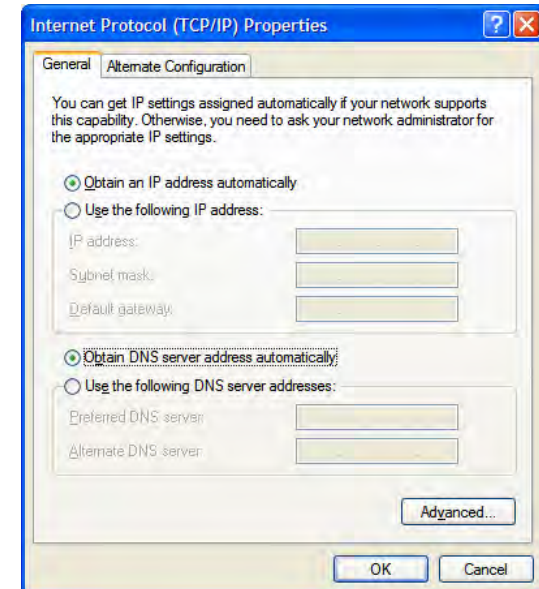 Internet Protocol (TCP/IP) Properties
General
Alternate Configuration
You can get IP settings assigned automatically if your network supports
this capability. Otherwise, you need to ask your network administrator for
the appropriate IP settings.
Obtain an IP address automatically
Use the following IP address:
IP address:
Subnet mask:
Default gateway:
Obtain DNS server address automatically
Use the following DNS server addresses:
Preferred DNS server:
Alternate DNS server:
Advanced...
OK
Cancel